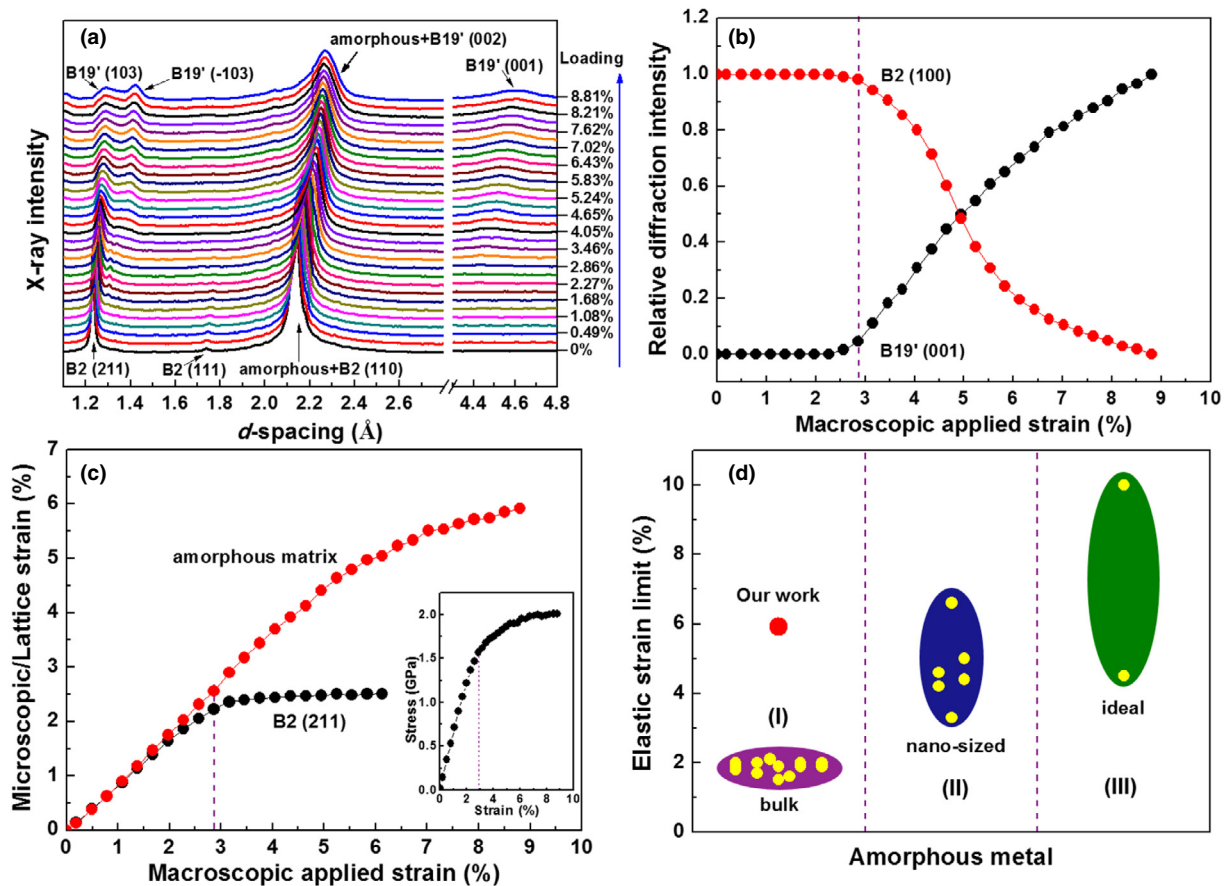 (a)
amorphous+B19' (002)
B19' (103)
B19' (-103)
B19' (001)
Loading
8.81%
8.21%
7.62%
7.02%
6.43%
5.83%
5.24%
4.65%
4.05%
3.46%
2.86%
2.27%
1.68%
1.08%
0.49%
0%
X-ray intensity
B2 (211)
B2 (111)
amorphous+B2 (110)
1.2 1.4 1.6 1.8 2.0 2.2 2.4 2.6 4.4 4.6 4.8
d-spacing (Å)
(b)
B2 (100)
B19' (001)
Relative diffraction intensity
1.0
0.8
0.6
0.4
0.2
0.0
0 1 2 3 4 5 6 7 8 9 10
Macroscopic applied strain (%)
(c)
amorphous matrix
B2 (211)
Microscopic/Lattice strain (%)
7
6
5
4
3
2
1
0
0 1 2 3 4 5 6 7 8 9 10
Macroscopic applied strain (%)
Stress (GPa)
2.0
1.5
1.0
0.5
0.0
0 2 4 6 8 10
Strain (%)
(d)
Elastic strain limit (%)
10
8
6
4
2
0
Our work
(I)
bulk
nano-sized
(II)
ideal
(III)
Amorphous metal